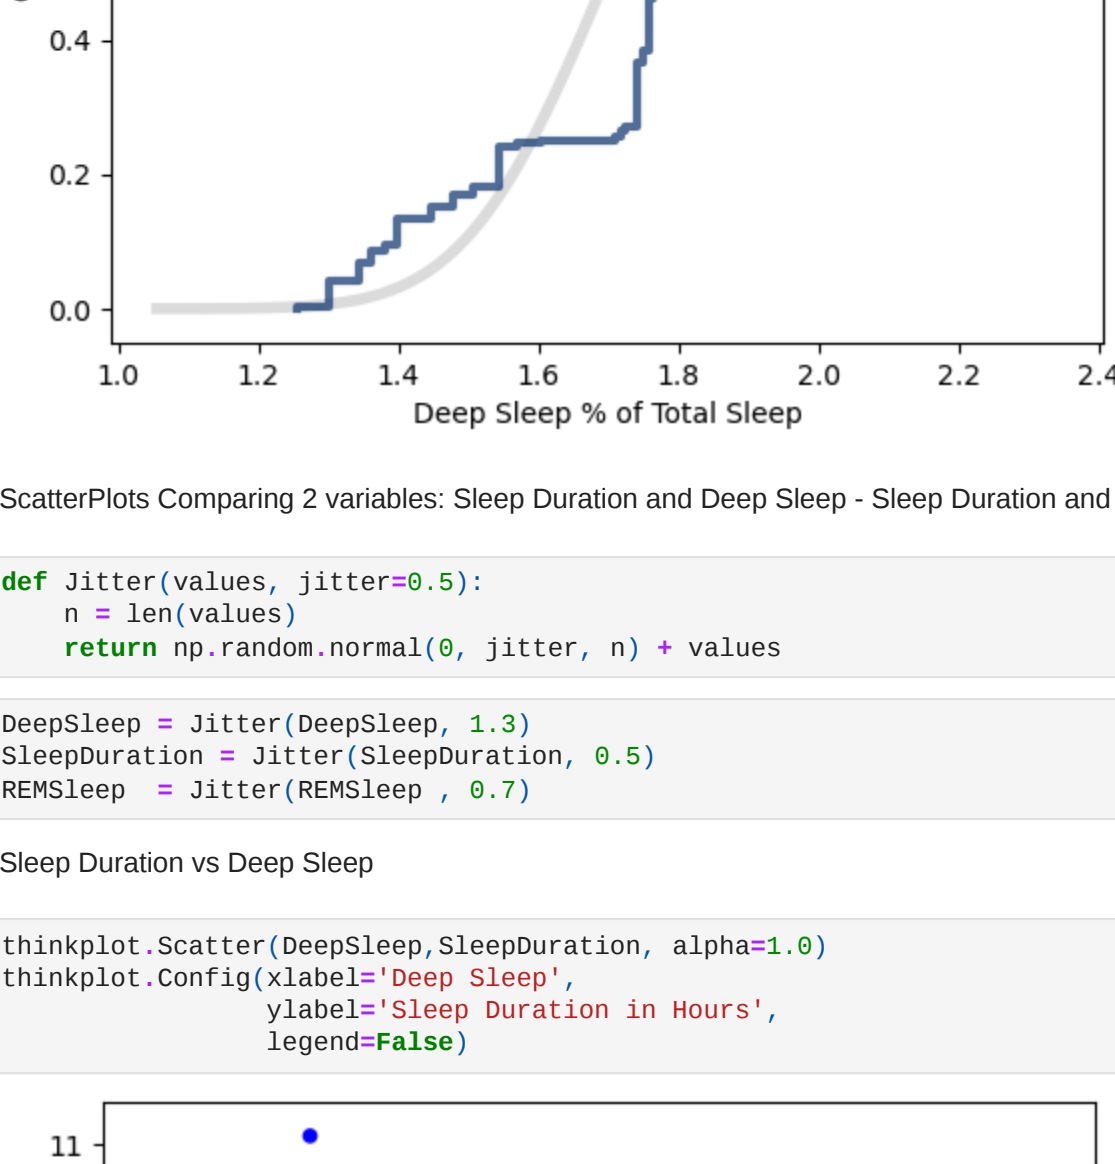 0.4
0.2
0.0
1.0 1.2 1.4 1.6 1.8 2.0 2.2 2.4
Deep Sleep % of Total Sleep
ScatterPlots Comparing 2 variables: Sleep Duration and Deep Sleep - Sleep Duration and
def Jitter(values, jitter=0.5):
    n = len(values)
    return np.random.normal(0, jitter, n) + values
DeepSleep = Jitter(DeepSleep, 1.3)
SleepDuration = Jitter(SleepDuration, 0.5)
REMSleep  = Jitter(REMSleep , 0.7)
Sleep Duration vs Deep Sleep
thinkplot.Scatter(DeepSleep,SleepDuration, alpha=1.0)
thinkplot.Config(xlabel='Deep Sleep',
                 ylabel='Sleep Duration in Hours',
                 legend=False)
11